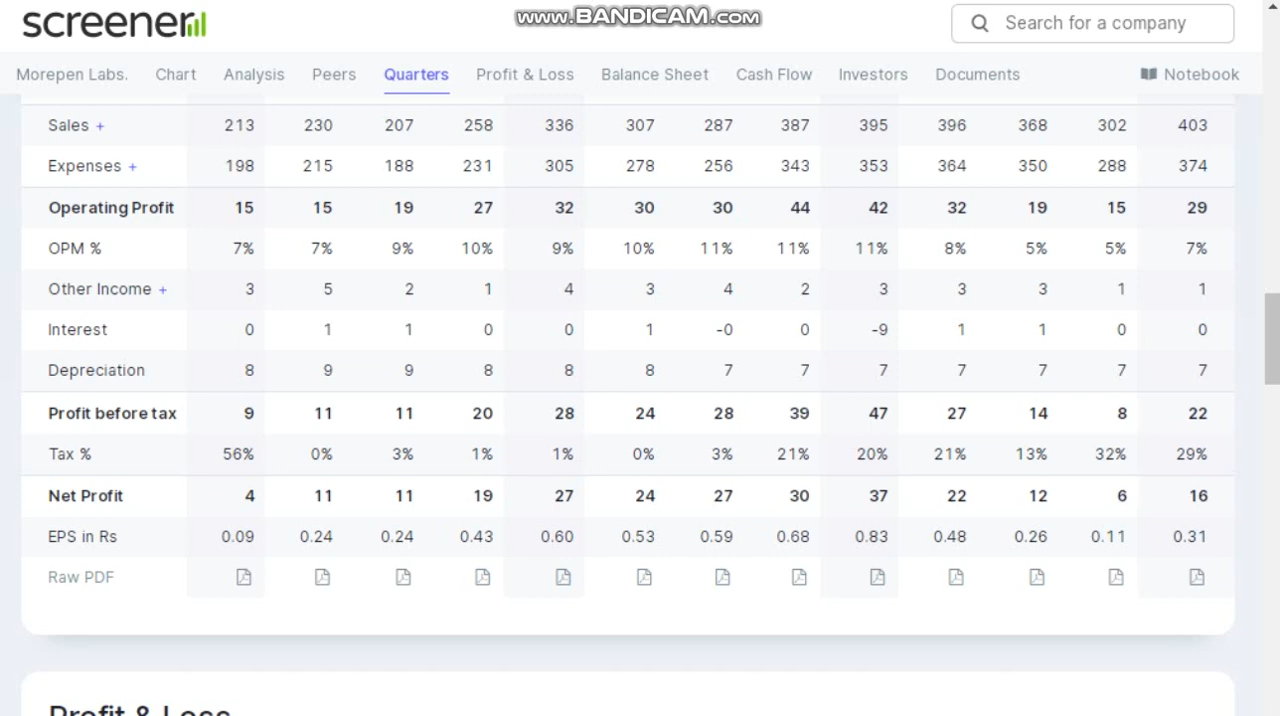 screener
www.BANDICAM.com
Search for a company
Morepen Labs. Chart Analysis Peers Quarters Profit & Loss Balance Sheet Cash Flow Investors Documents Notebook
Sales + 213 230 207 258 336 307 287 387 395 396 368 302 403
Expenses + 198 215 188 231 305 278 256 343 353 364 350 288 374
Operating Profit 15 15 19 27 32 30 30 44 42 32 19 15 29
OPM % 7% 7% 9% 10% 9% 10% 11% 11% 11% 8% 5% 5% 7%
Other Income + 3 5 2 1 4 3 4 2 3 3 3 1 1
Interest 0 1 1 0 0 1 -0 0 -9 1 1 0 0
Depreciation 8 9 9 8 8 8 7 7 7 7 7 7 7
Profit before tax 9 11 11 20 28 24 28 39 47 27 14 8 22
Tax % 56% 0% 3% 1% 1% 0% 3% 21% 20% 21% 13% 32% 29%
Net Profit 4 11 11 19 27 24 27 30 37 22 12 6 16
EPS in Rs 0.09 0.24 0.24 0.43 0.60 0.53 0.59 0.68 0.83 0.48 0.26 0.11 0.31
Raw PDF
Profit & Loss